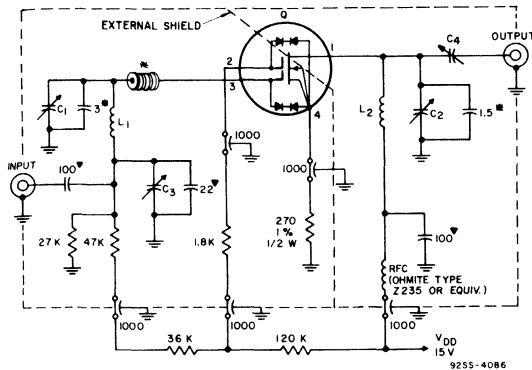 EXTERNAL SHIELD
Q
OUTPUT
C4
1
2
3
4
*
C1
3*
L1
L2
C2
1.5*
1000
1000
INPUT
100▼
C3
22▼
270
1%
1/2 W
100▼
27 K
47K
1.8K
RFC
(OHMITE TYPE
Z235 OR EQUIV.)
1000
1000
1000
36 K
120 K
VDD
15V
92SS-4086